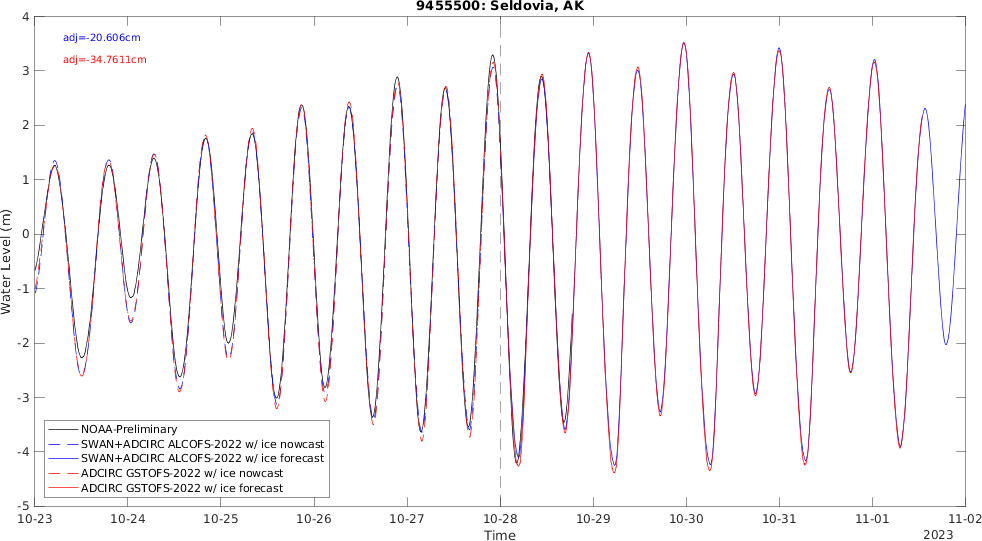 9455500: Seldovia, AK
adj=-20.606cm
adj=-34.7611cm
4
3
2
1
0
-1
-2
-3
-4
-5
Water Level (m)
NOAA-Preliminary
SWAN+ADCIRC ALCOFS-2022 w/ ice nowcast
SWAN+ADCIRC ALCOFS-2022 w/ ice forecast
ADCIRC GSTOFS-2022 w/ ice nowcast
ADCIRC GSTOFS-2022 w/ ice forecast
10-23 10-24 10-25 10-26 10-27 10-28 10-29 10-30 10-31 11-01 11-02
Time
2023